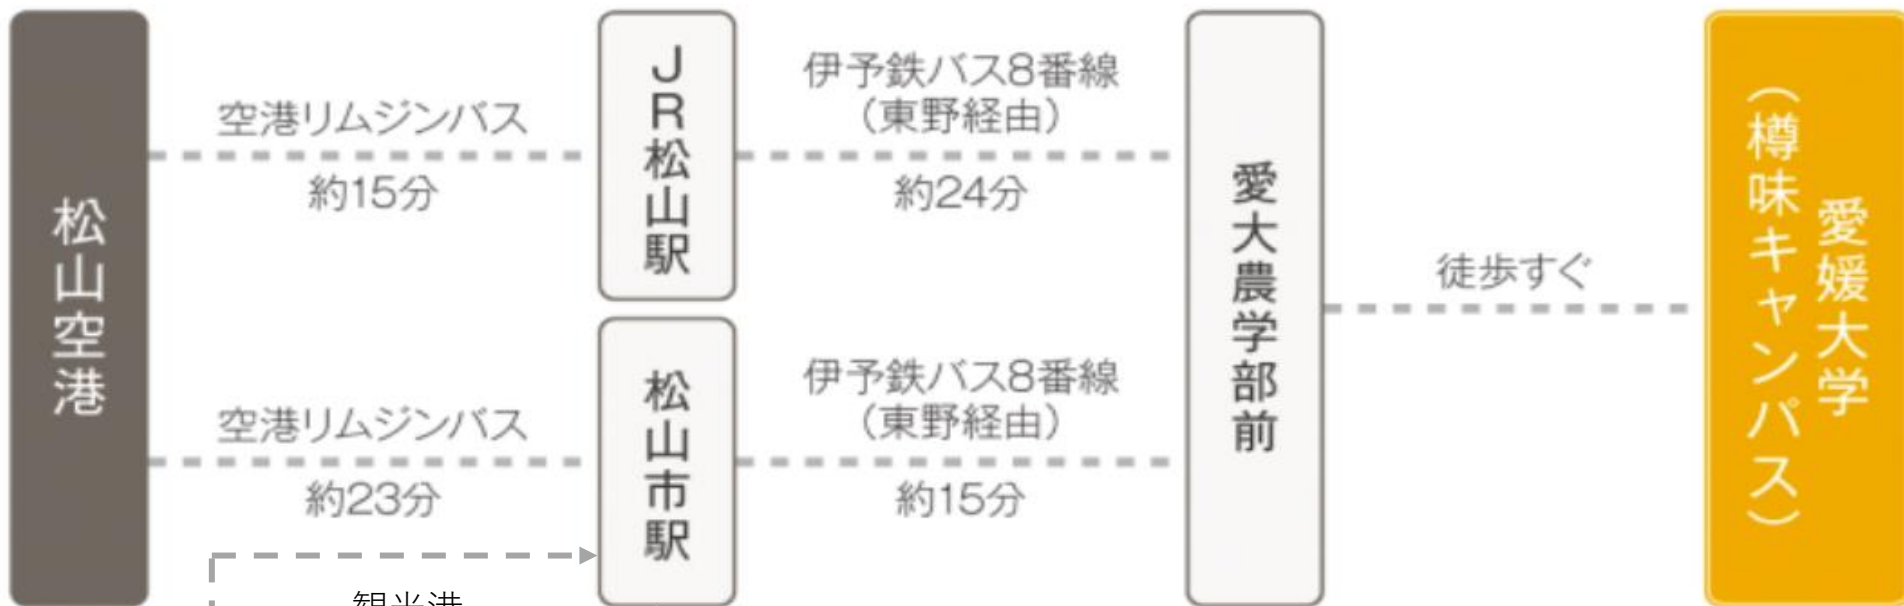 松山空港
空港リムジンバス
約15分
JR松山駅
伊予鉄バス8番線
（東野経由）
約24分
空港リムジンバス
約23分
松山市駅
伊予鉄バス8番線
（東野経由）
約15分
愛大農学部前
徒歩すぐ
愛媛大学
（樽味キャンパス）
観光港